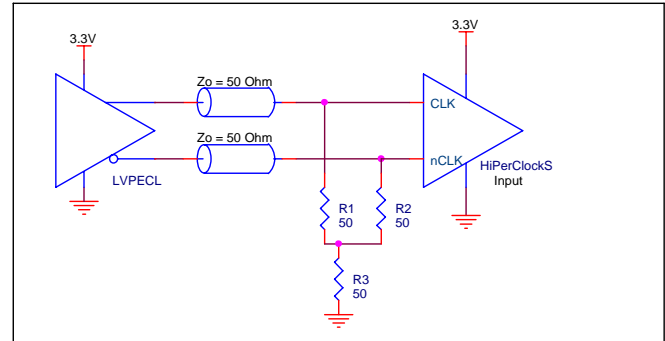 3.3V
3.3V
Zo = 50 Ohm
CLK
Zo = 50 Ohm
nCLK
HiPerClockS
Input
LVPECL
R1
50
R2
50
R3
50